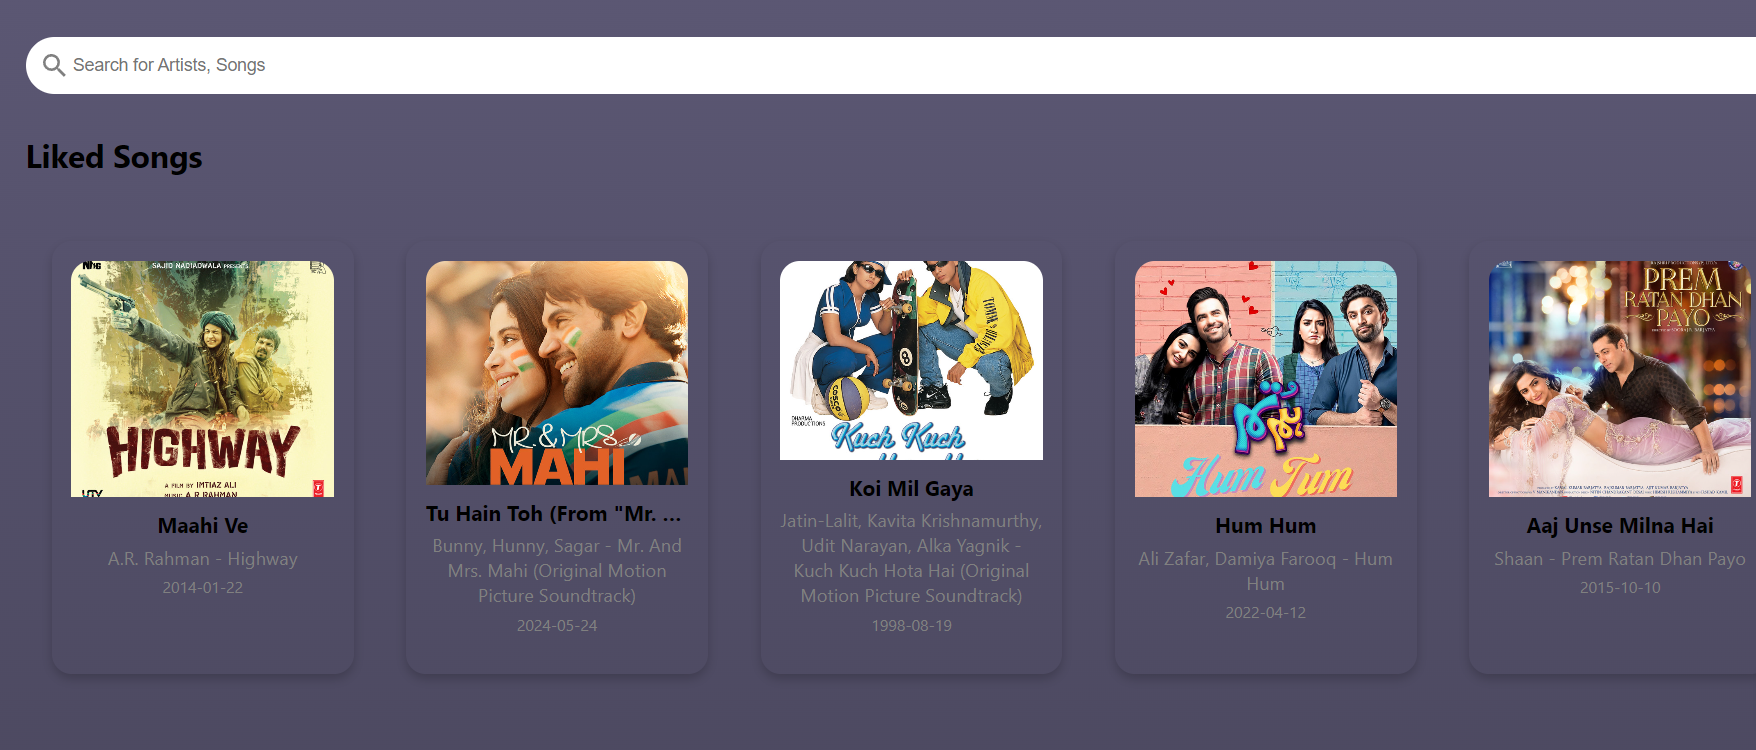 Search for Artists, Songs
Liked Songs
SAJID NADIADWALA PRESENTS
HIGHWAY
A FILM BY IMTIAZ ALI
MUSIC A.R.RAHMAN
UTV
Maahi Ve
A.R. Rahman - Highway
2014-01-22
MR. & MRS
MAHI
Tu Hain Toh (From "Mr. ...
Bunny, Hunny, Sagar - Mr. And
Mrs. Mahi (Original Motion
Picture Soundtrack)
2024-05-24
COSCO
8
DHARMA
PRODUCTIONS
Kuch Kuch
Koi Mil Gaya
Jatin-Lalit, Kavita Krishnamurthy,
Udit Narayan, Alka Yagnik -
Kuch Kuch Hota Hai (Original
Motion Picture Soundtrack)
1998-08-19
Hum Tum
Hum Hum
Ali Zafar, Damiya Farooq - Hum
Hum
2022-04-12
PREM
RATAN DHAN
PAYO
Aaj Unse Milna Hai
Shaan - Prem Ratan Dhan Payo
2015-10-10